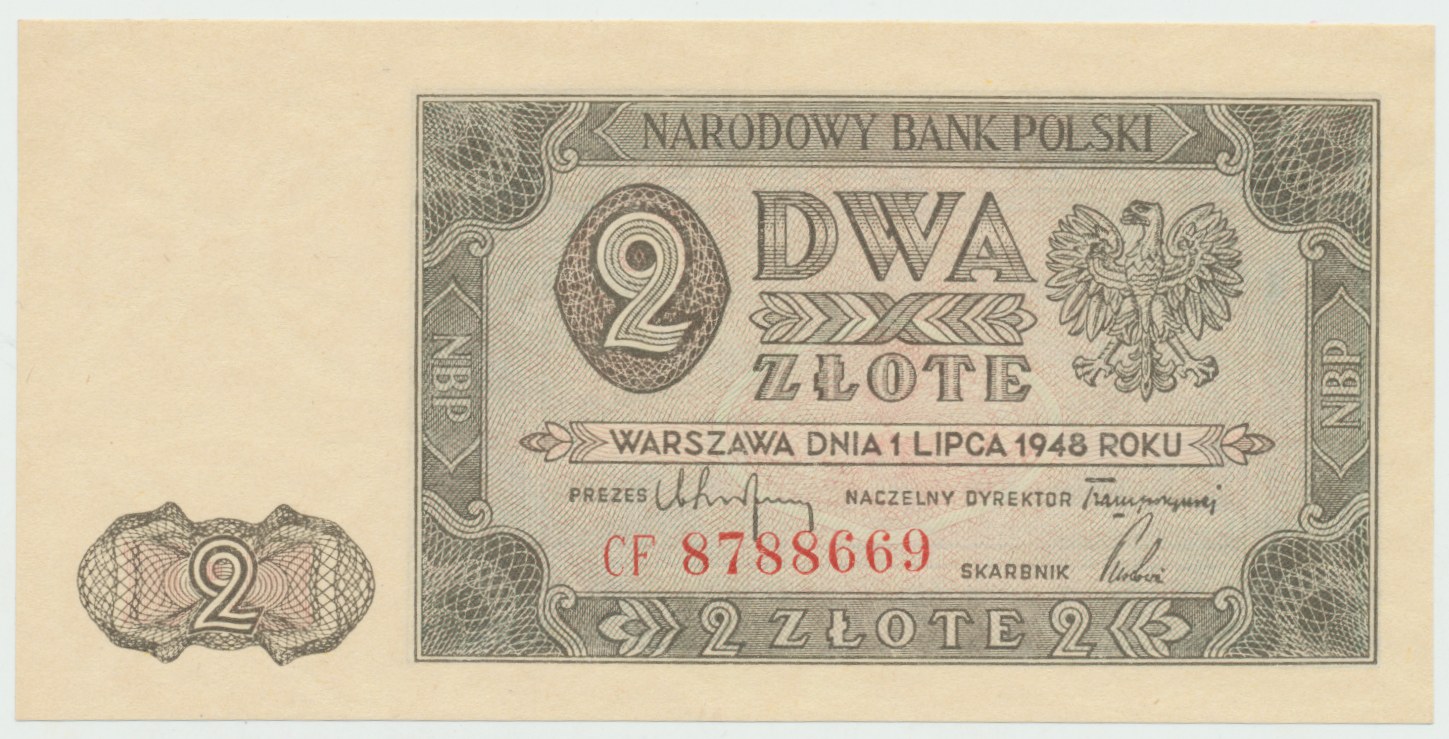 NARODOWY BANK POLSKI
2
DWA
ZŁOTE
NBP
NBP
WARSZAWA DNIA 1 LIPCA 1948 ROKU
PREZES NACZELNY DYREKTOR
CF 8788669 SKARBNIK
2
2 ZŁOTE 2